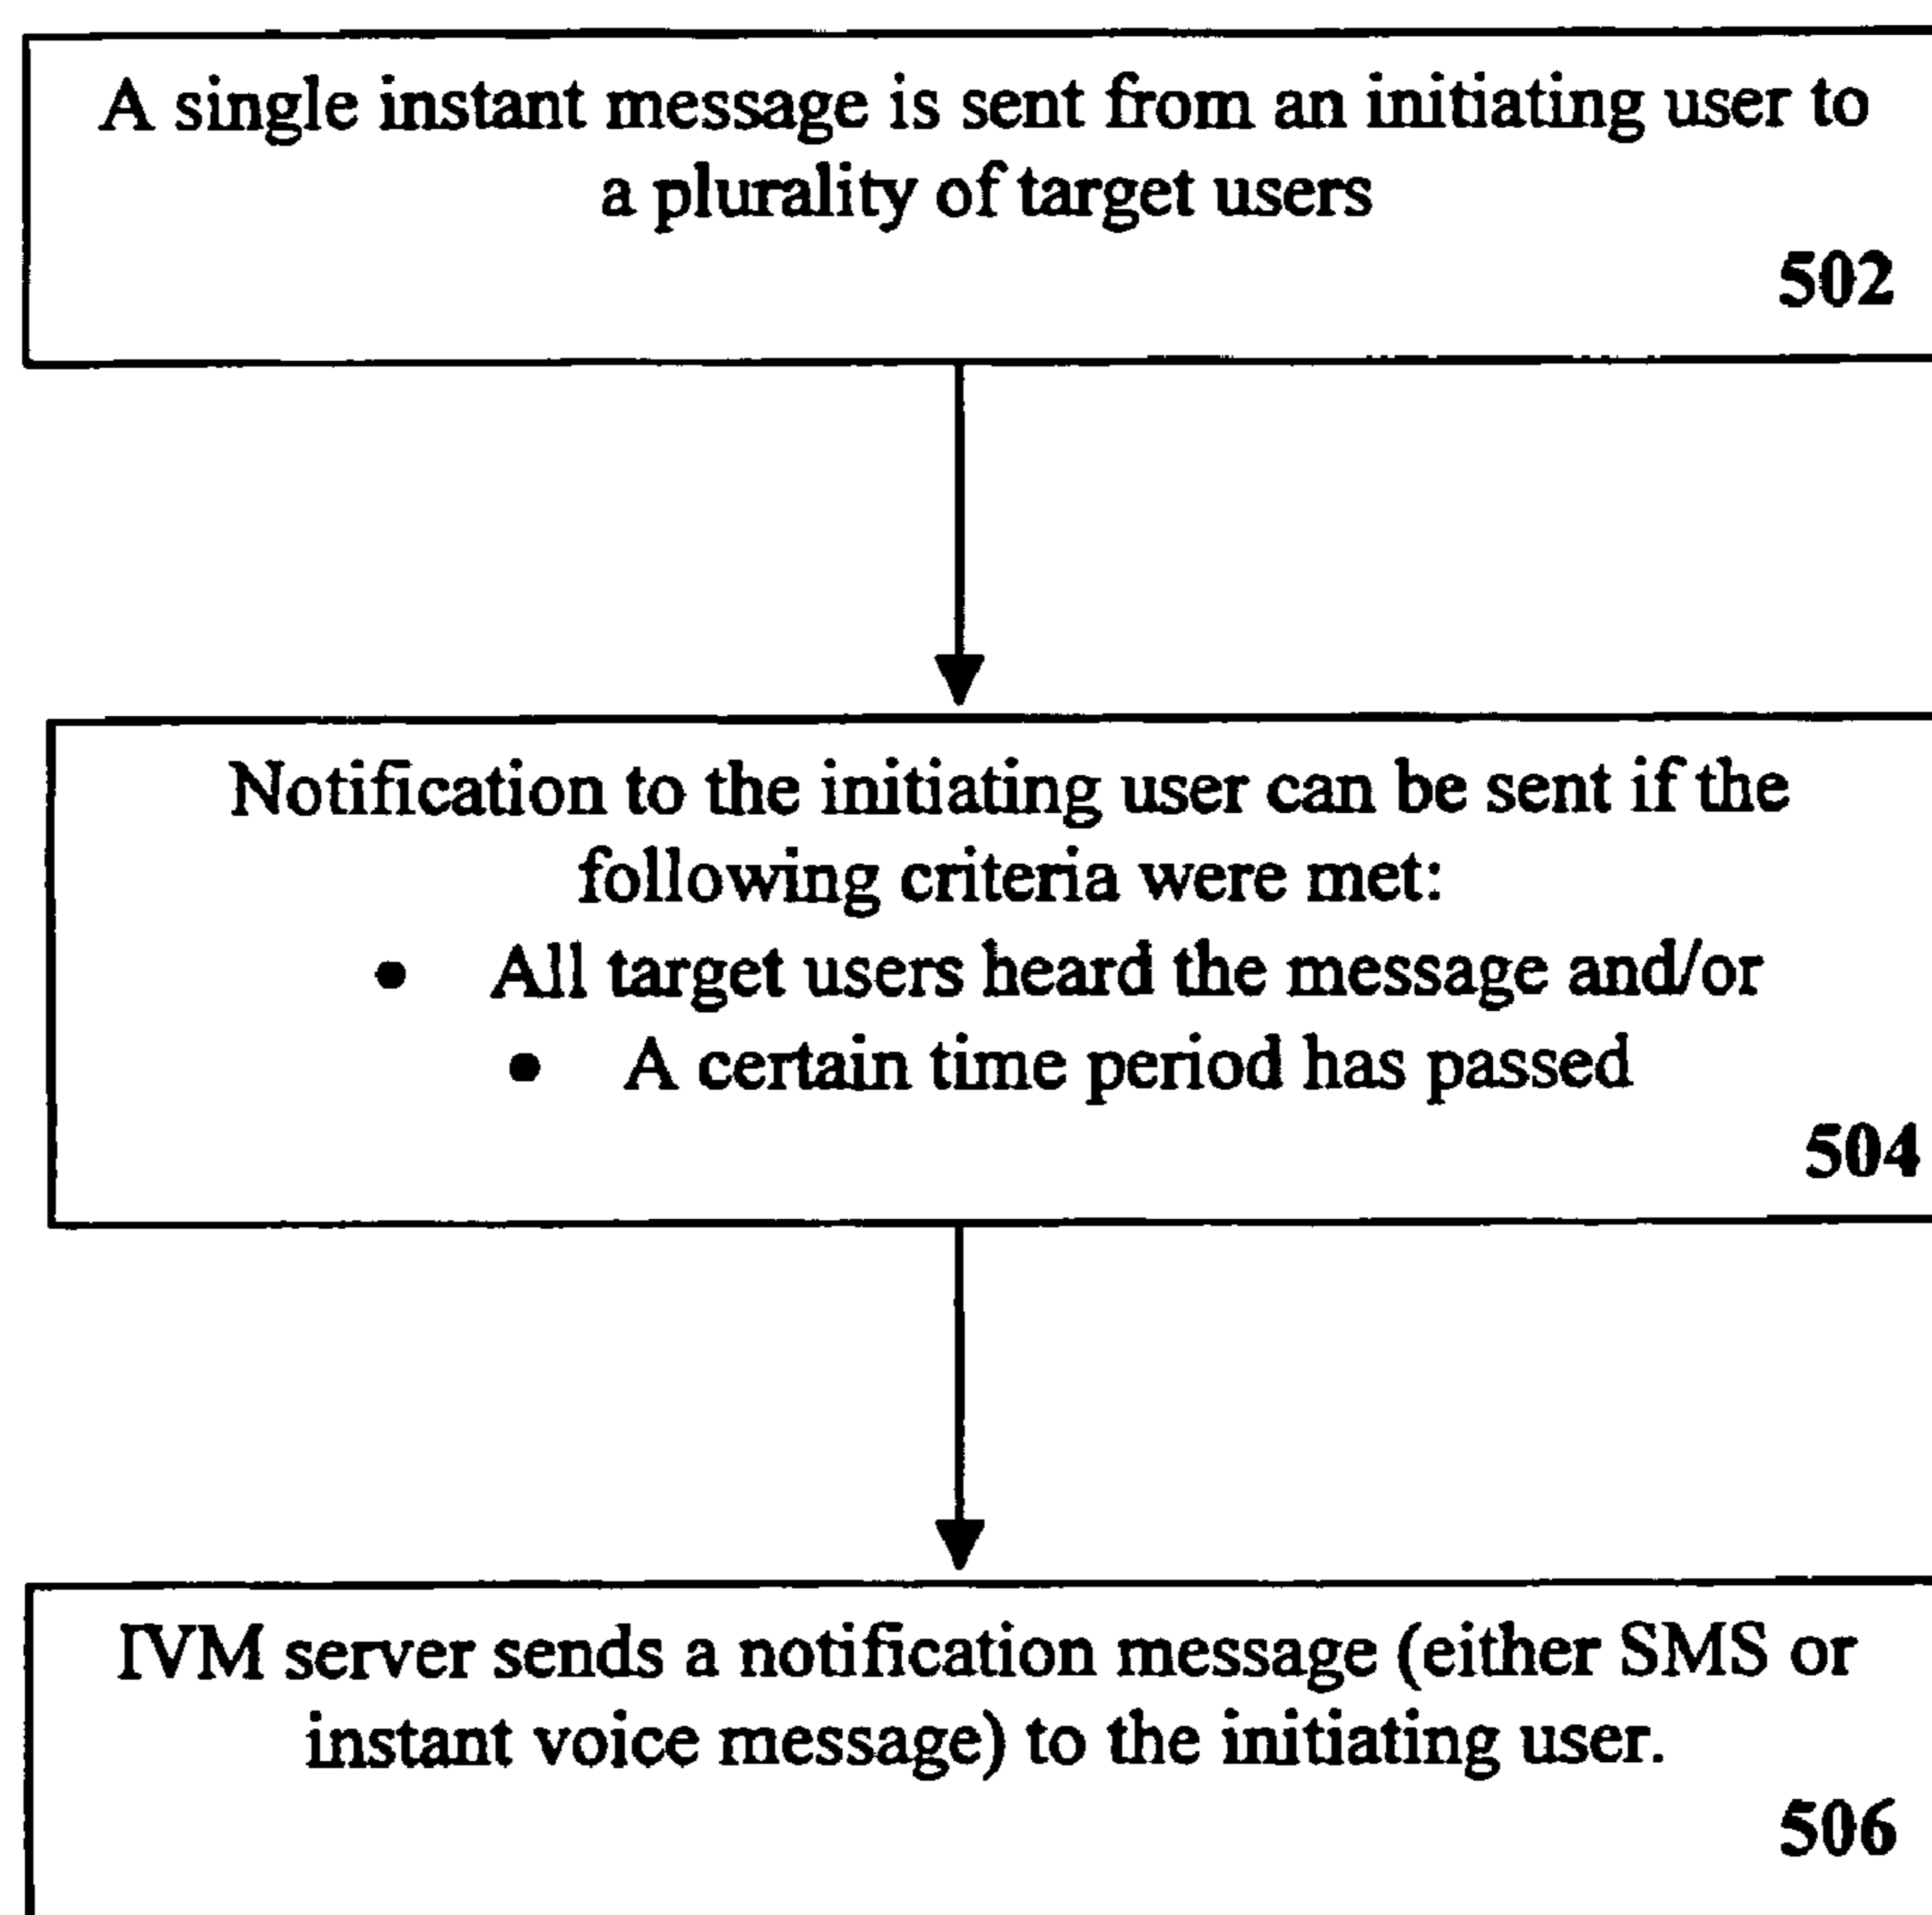 A single instant message is sent from an initiating user to
a plurality of target users
502
Notification to the initiating user can be sent if the
following criteria were met:
• All target users heard the message and/or
• A certain time period has passed
504
IVM server sends a notification message (either SMS or
instant voice message) to the initiating user.
506